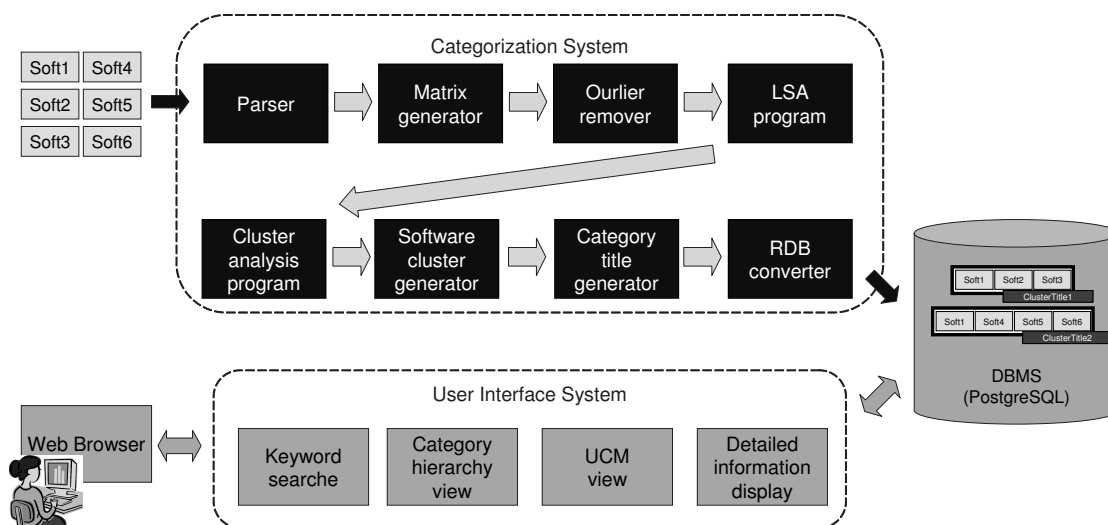 Categorization System
Soft1 Soft4
Soft2 Soft5
Soft3 Soft6
Parser
Matrix
generator
Ourlier
remover
LSA
program
Cluster
analysis
program
Software
cluster
generator
Category
title
generator
RDB
converter
Soft1 Soft2 Soft3
ClusterTitle1
Soft1 Soft4 Soft5 Soft6
ClusterTitle2
DBMS
(PostgreSQL)
User Interface System
Web Browser
Keyword
searche
Category
hierarchy
view
UCM
view
Detailed
information
display